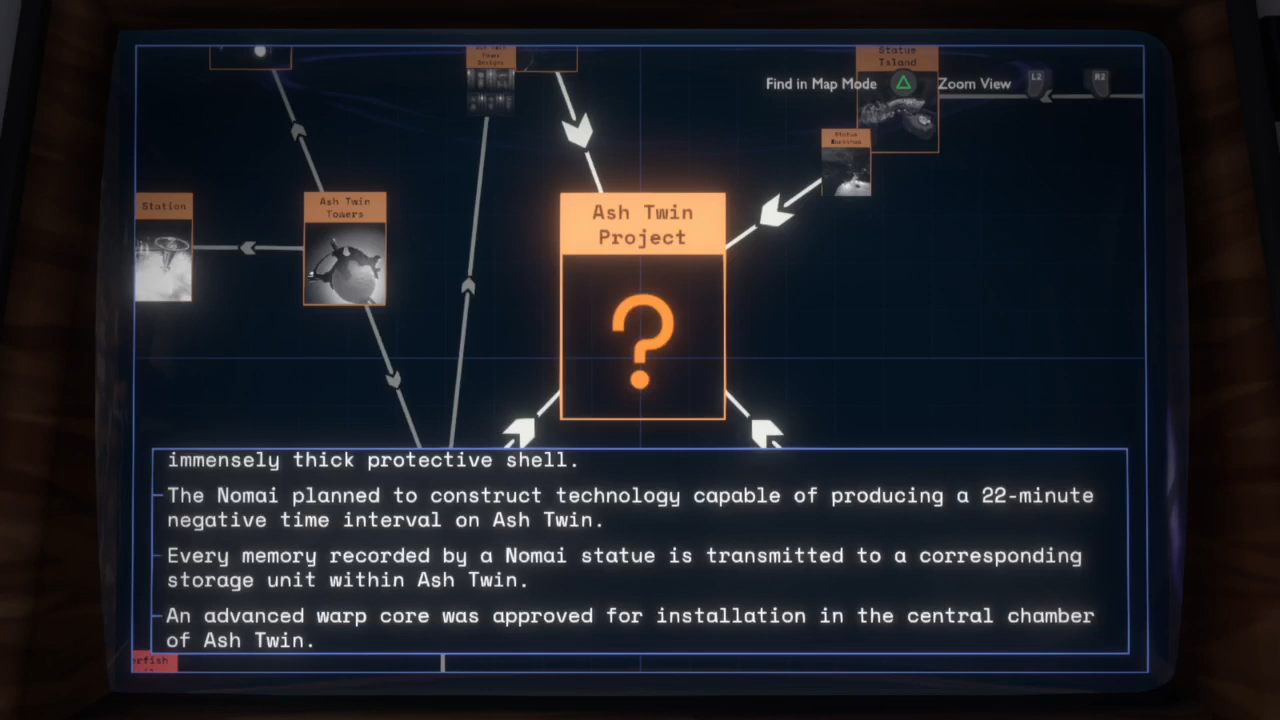 Statue
Island
Find in Map Mode
Zoom View
L2
R2
Station
Ash Twin
Towers
Ash Twin
Project
immensely thick protective shell.
The Nomai planned to construct technology capable of producing a 22-minute
negative time interval on Ash Twin.
Every memory recorded by a Nomai statue is transmitted to a corresponding
storage unit within Ash Twin.
An advanced warp core was approved for installation in the central chamber
of Ash Twin.